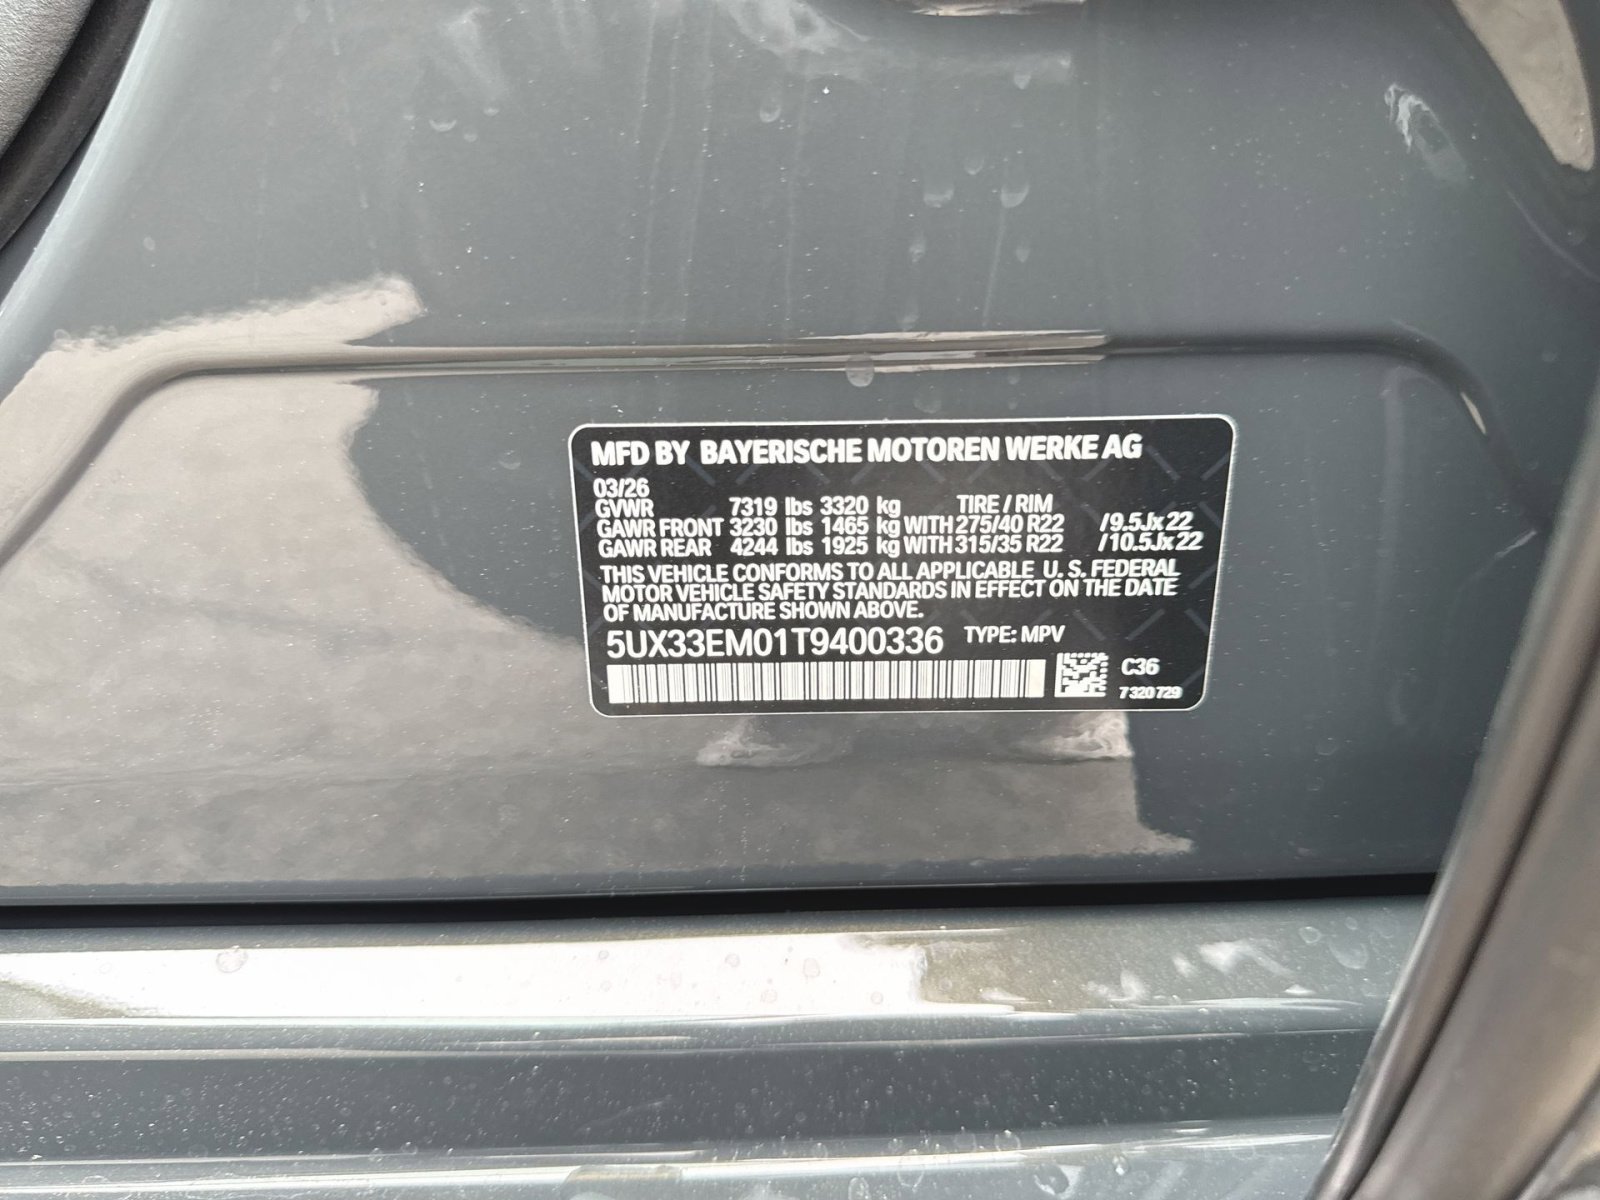 MFD BY BAYERISCHE MOTOREN WERKE AG
03/26
GVWR 7319 lbs 3320 kg TIRE / RIM
GAWR FRONT 3230 lbs 1465 kg WITH 275/40 R22 /9.5Jx22
GAWR REAR 4244 lbs 1925 kg WITH 315/35 R22 /10.5Jx22
THIS VEHICLE CONFORMS TO ALL APPLICABLE U. S. FEDERAL
MOTOR VEHICLE SAFETY STANDARDS IN EFFECT ON THE DATE
OF MANUFACTURE SHOWN ABOVE.
5UX33EM01T9400336 TYPE: MPV
C36
7 320 729